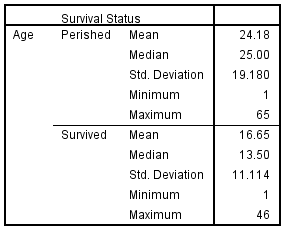 Survival Status
Age Perished Mean 24.18
Median 25.00
Std. Deviation 19.180
Minimum 1
Maximum 65
Survived Mean 16.65
Median 13.50
Std. Deviation 11.114
Minimum 1
Maximum 46